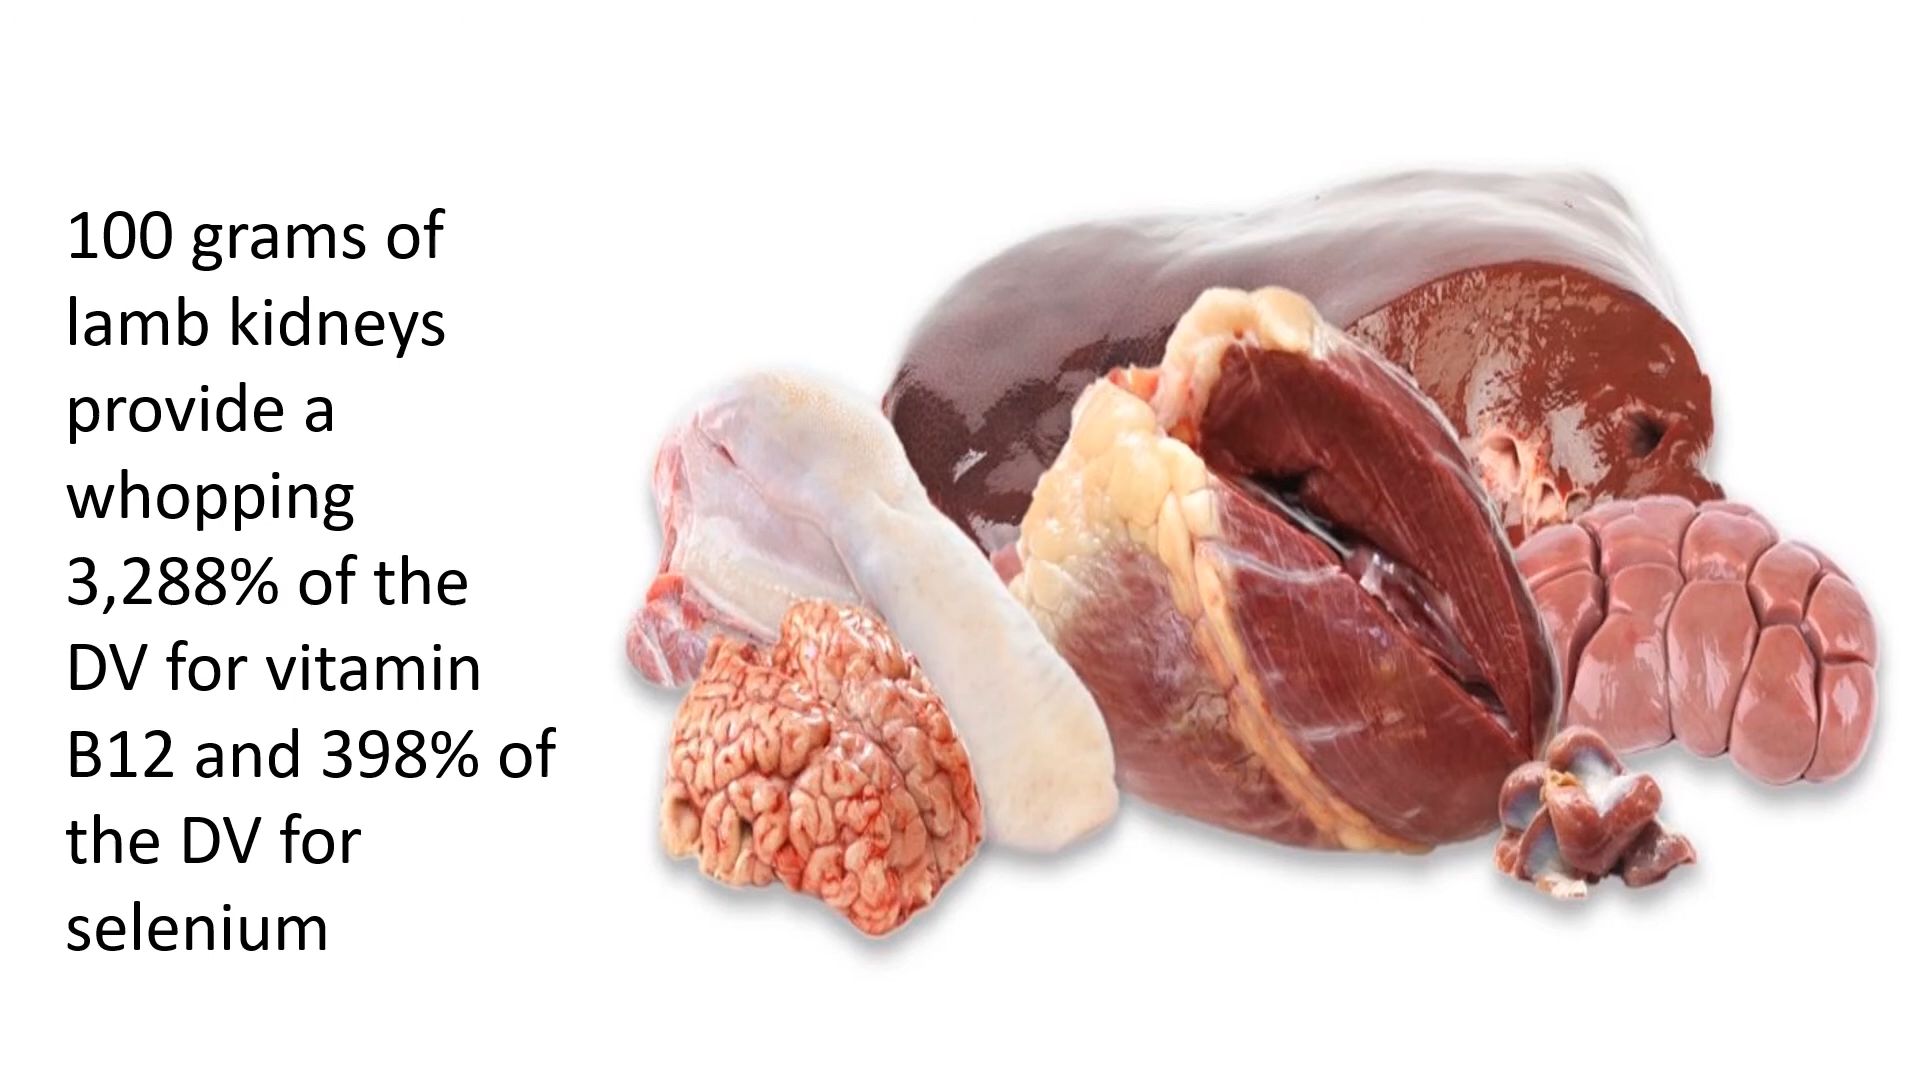 100 grams of
lamb kidneys
provide a
whopping
3,288% of the
DV for vitamin
B12 and 398% of
the DV for
selenium